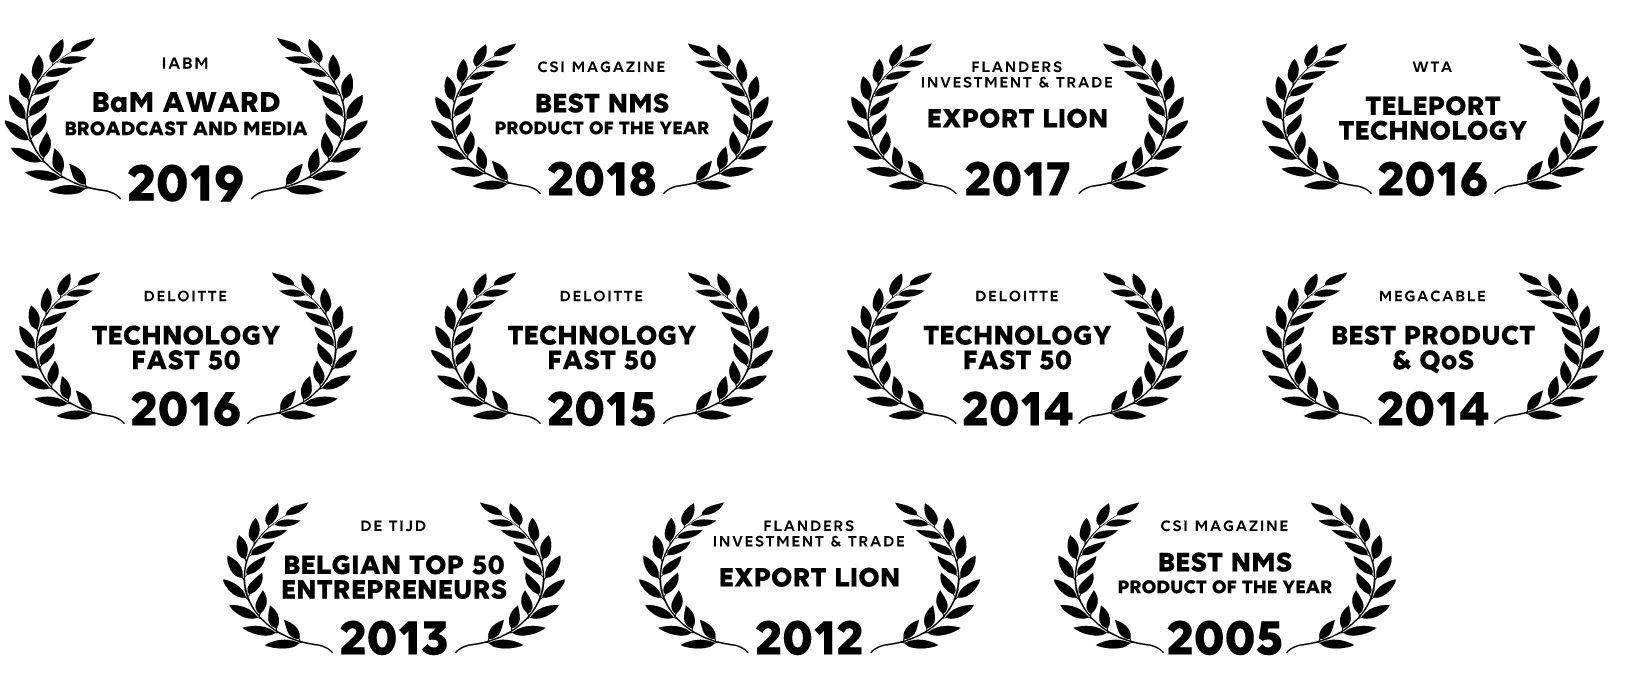 IABM
BaM AWARD
BROADCAST AND MEDIA
2019
CSI MAGAZINE
BEST NMS
PRODUCT OF THE YEAR
2018
FLANDERS
INVESTMENT & TRADE
EXPORT LION
2017
WTA
TELEPORT
TECHNOLOGY
2016
DELOITTE
TECHNOLOGY
FAST 50
2016
DELOITTE
TECHNOLOGY
FAST 50
2015
DELOITTE
TECHNOLOGY
FAST 50
2014
MEGACABLE
BEST PRODUCT
& QoS
2014
DE TIJD
BELGIAN TOP 50
ENTREPRENEURS
2013
FLANDERS
INVESTMENT & TRADE
EXPORT LION
2012
CSI MAGAZINE
BEST NMS
PRODUCT OF THE YEAR
2005